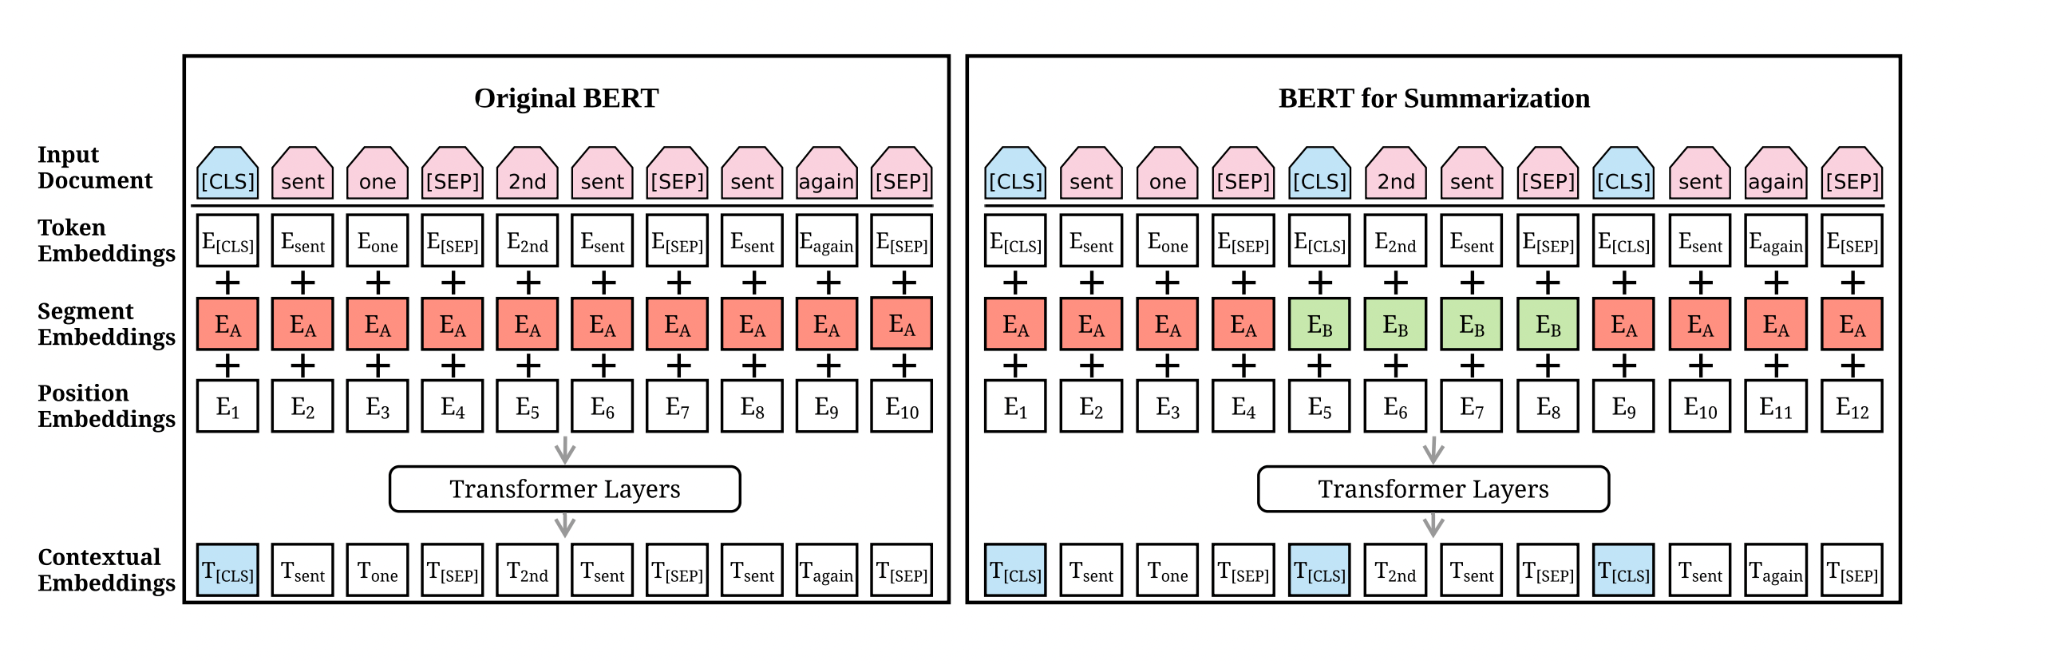 Original BERT
BERT for Summarization
Input
Document
[CLS] sent one [SEP] 2nd sent [SEP] sent again [SEP]
[CLS] sent one [SEP] [CLS] 2nd sent [SEP] [CLS] sent again [SEP]
Token
Embeddings
E[CLS] Esent Eone E[SEP] E2nd Esent E[SEP] Esent Eagain E[SEP]
E[CLS] Esent Eone E[SEP] E[CLS] E2nd Esent E[SEP] E[CLS] Esent Eagain E[SEP]
+ + + + + + + + + +
+ + + + + + + + + + + +
Segment
Embeddings
EA EA EA EA EA EA EA EA EA EA
EA EA EA EA EB EB EB EB EA EA EA EA
+ + + + + + + + + +
+ + + + + + + + + + + +
Position
Embeddings
E1 E2 E3 E4 E5 E6 E7 E8 E9 E10
E1 E2 E3 E4 E5 E6 E7 E8 E9 E10 E11 E12
Transformer Layers
Transformer Layers
Contextual
Embeddings
T[CLS] Tsent Tone T[SEP] T2nd Tsent T[SEP] Tsent Tagain T[SEP]
T[CLS] Tsent Tone T[SEP] T[CLS] T2nd Tsent T[SEP] T[CLS] Tsent Tagain T[SEP]